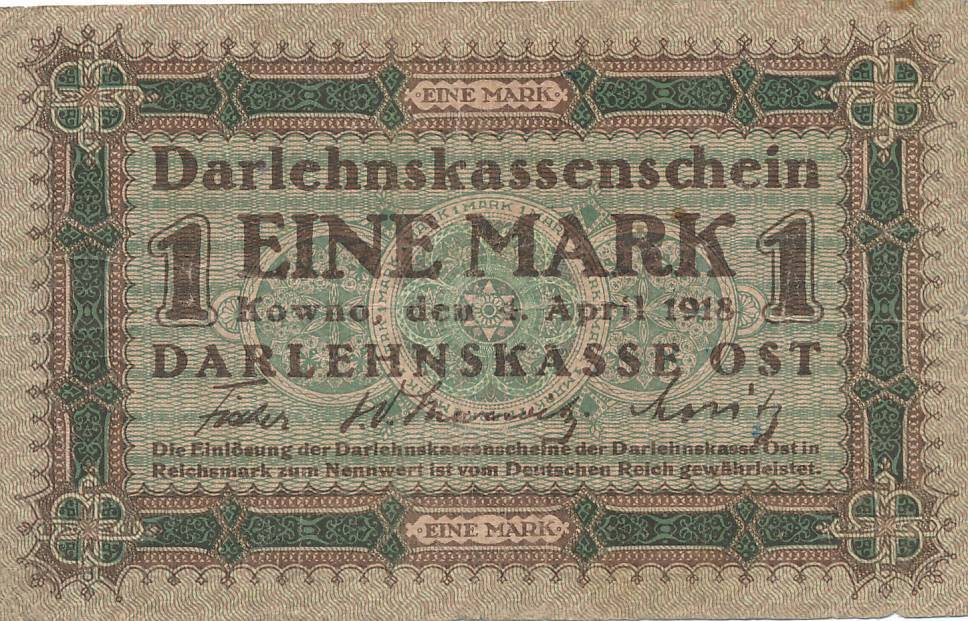 EINE MARK
Darlehnskassenschein
1 EINE MARK 1
Kowno, den 4. April 1918
DARLEHNSKASSE OST
Fischer
Die Einlösung der Darlehnskassenscheine der Darlehnskasse Ost in
Reichsmark zum Nennwert ist vom Deutschen Reich gewährleistet.
EINE MARK